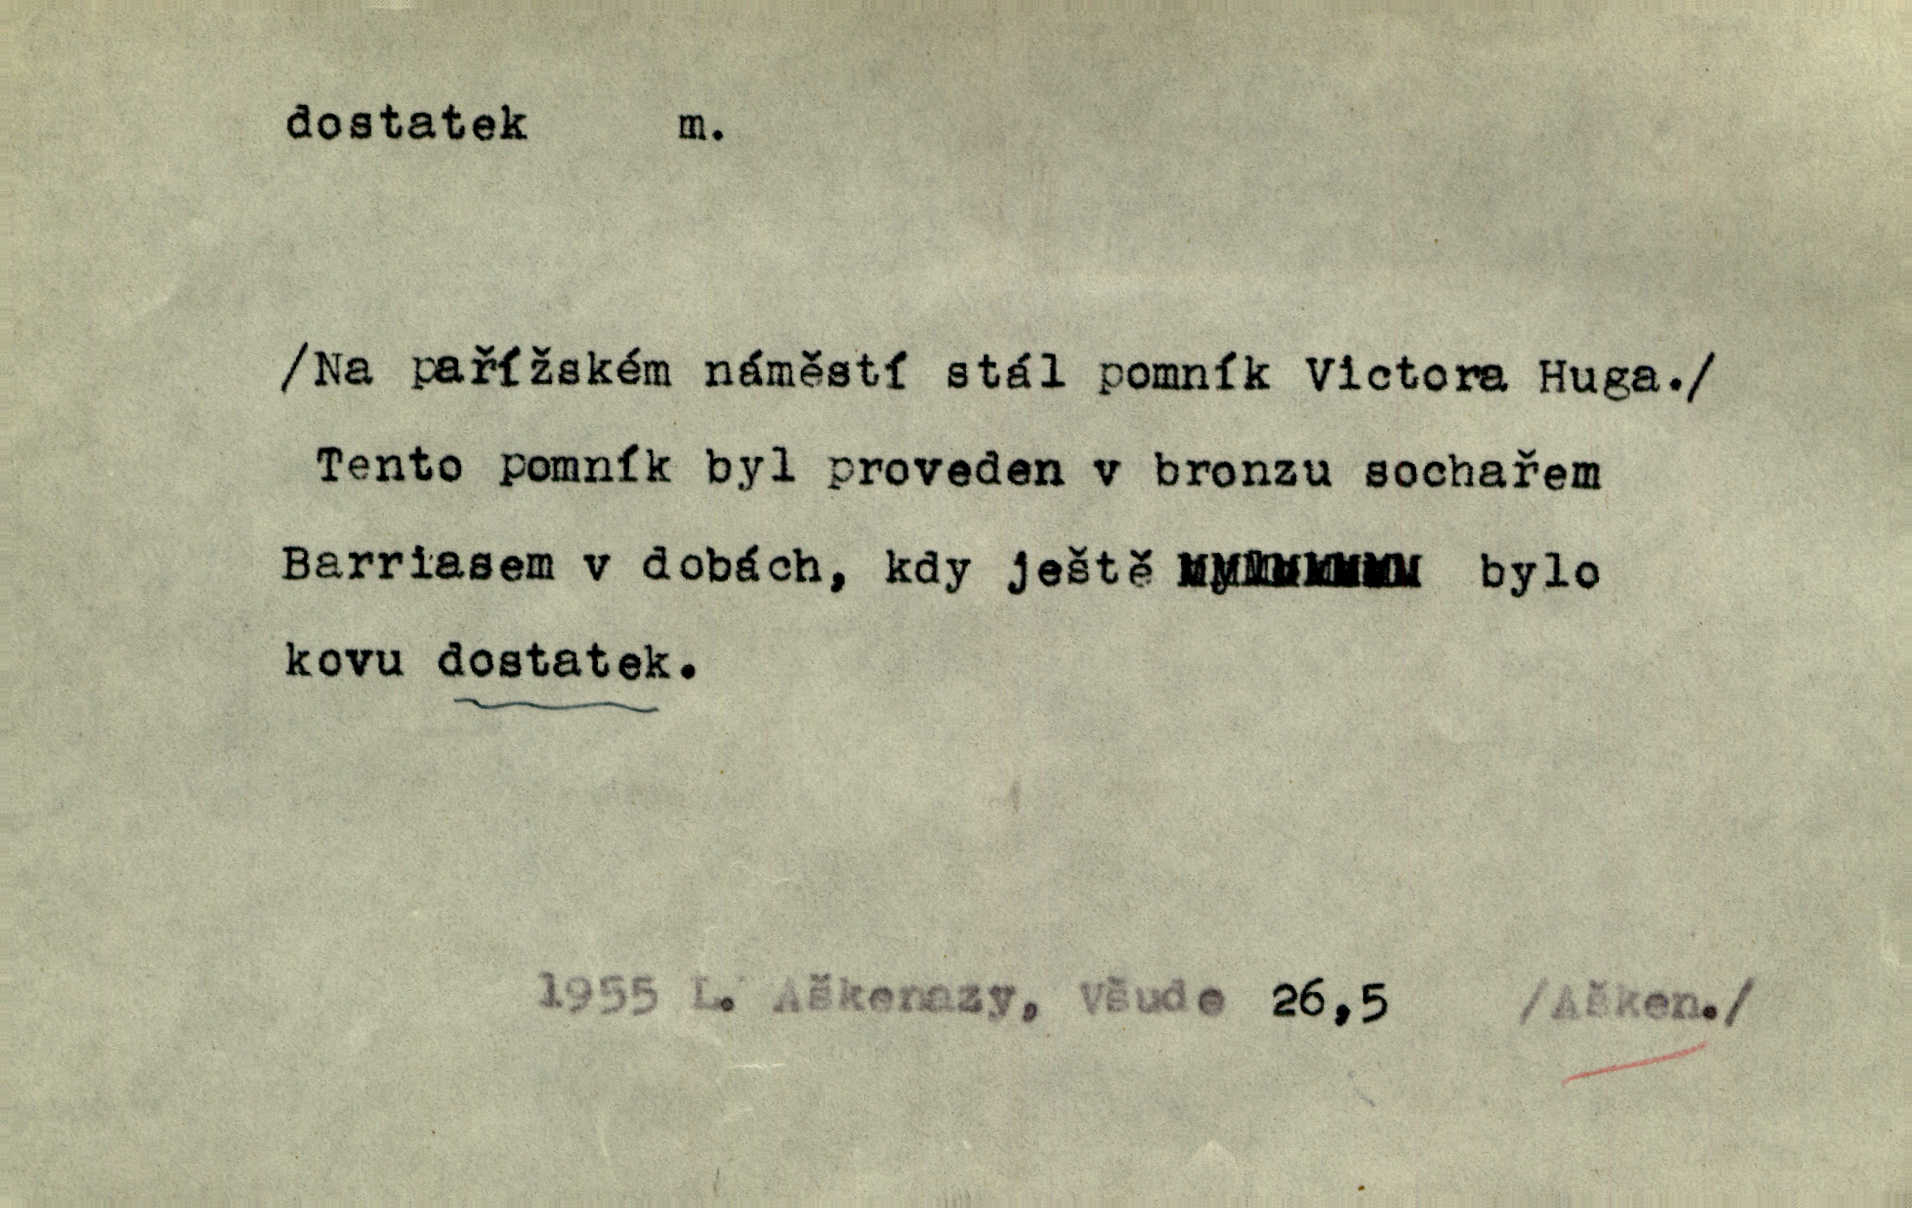 dostatek m.
/Na pařížském náměstí stál pomník Victora Huga./
Tento pomník byl proveden v bronzu sochařem
Barriasem v dobách, kdy ještě bylo
kovu dostatek.
1955 L. Aškenazy, Všude 26,5 /Ašken./